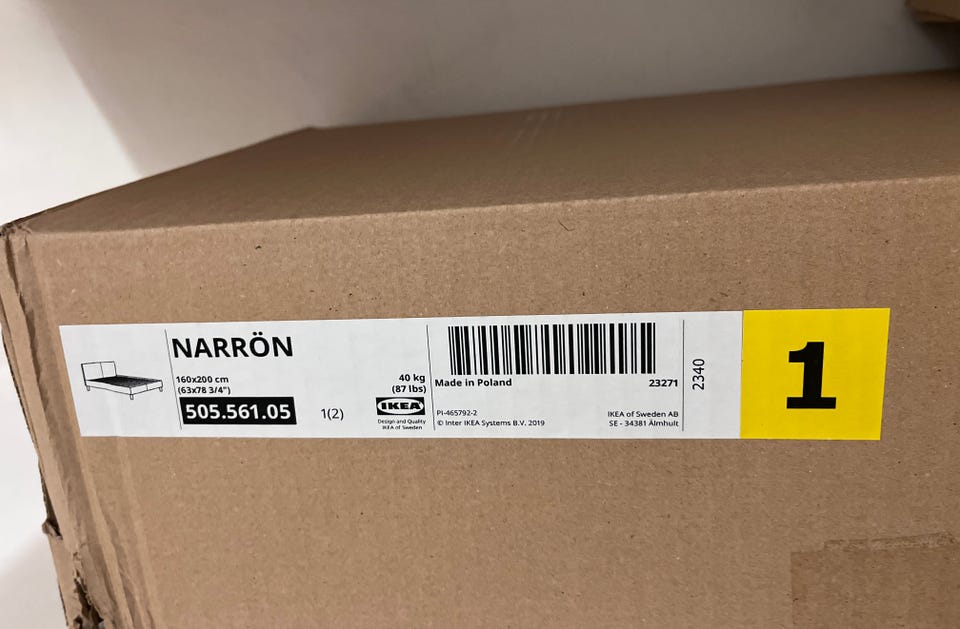 NARRÖN
160x200 cm
(63x78 3/4")
505.561.05
1(2)
40 kg
(87 lbs)
IKEA
Design and Quality
IKEA of Sweden
Made in Poland
23271
PI-465792-2
© Inter IKEA Systems B.V. 2019
IKEA of Sweden AB
SE - 34381 Älmhult
2340
1